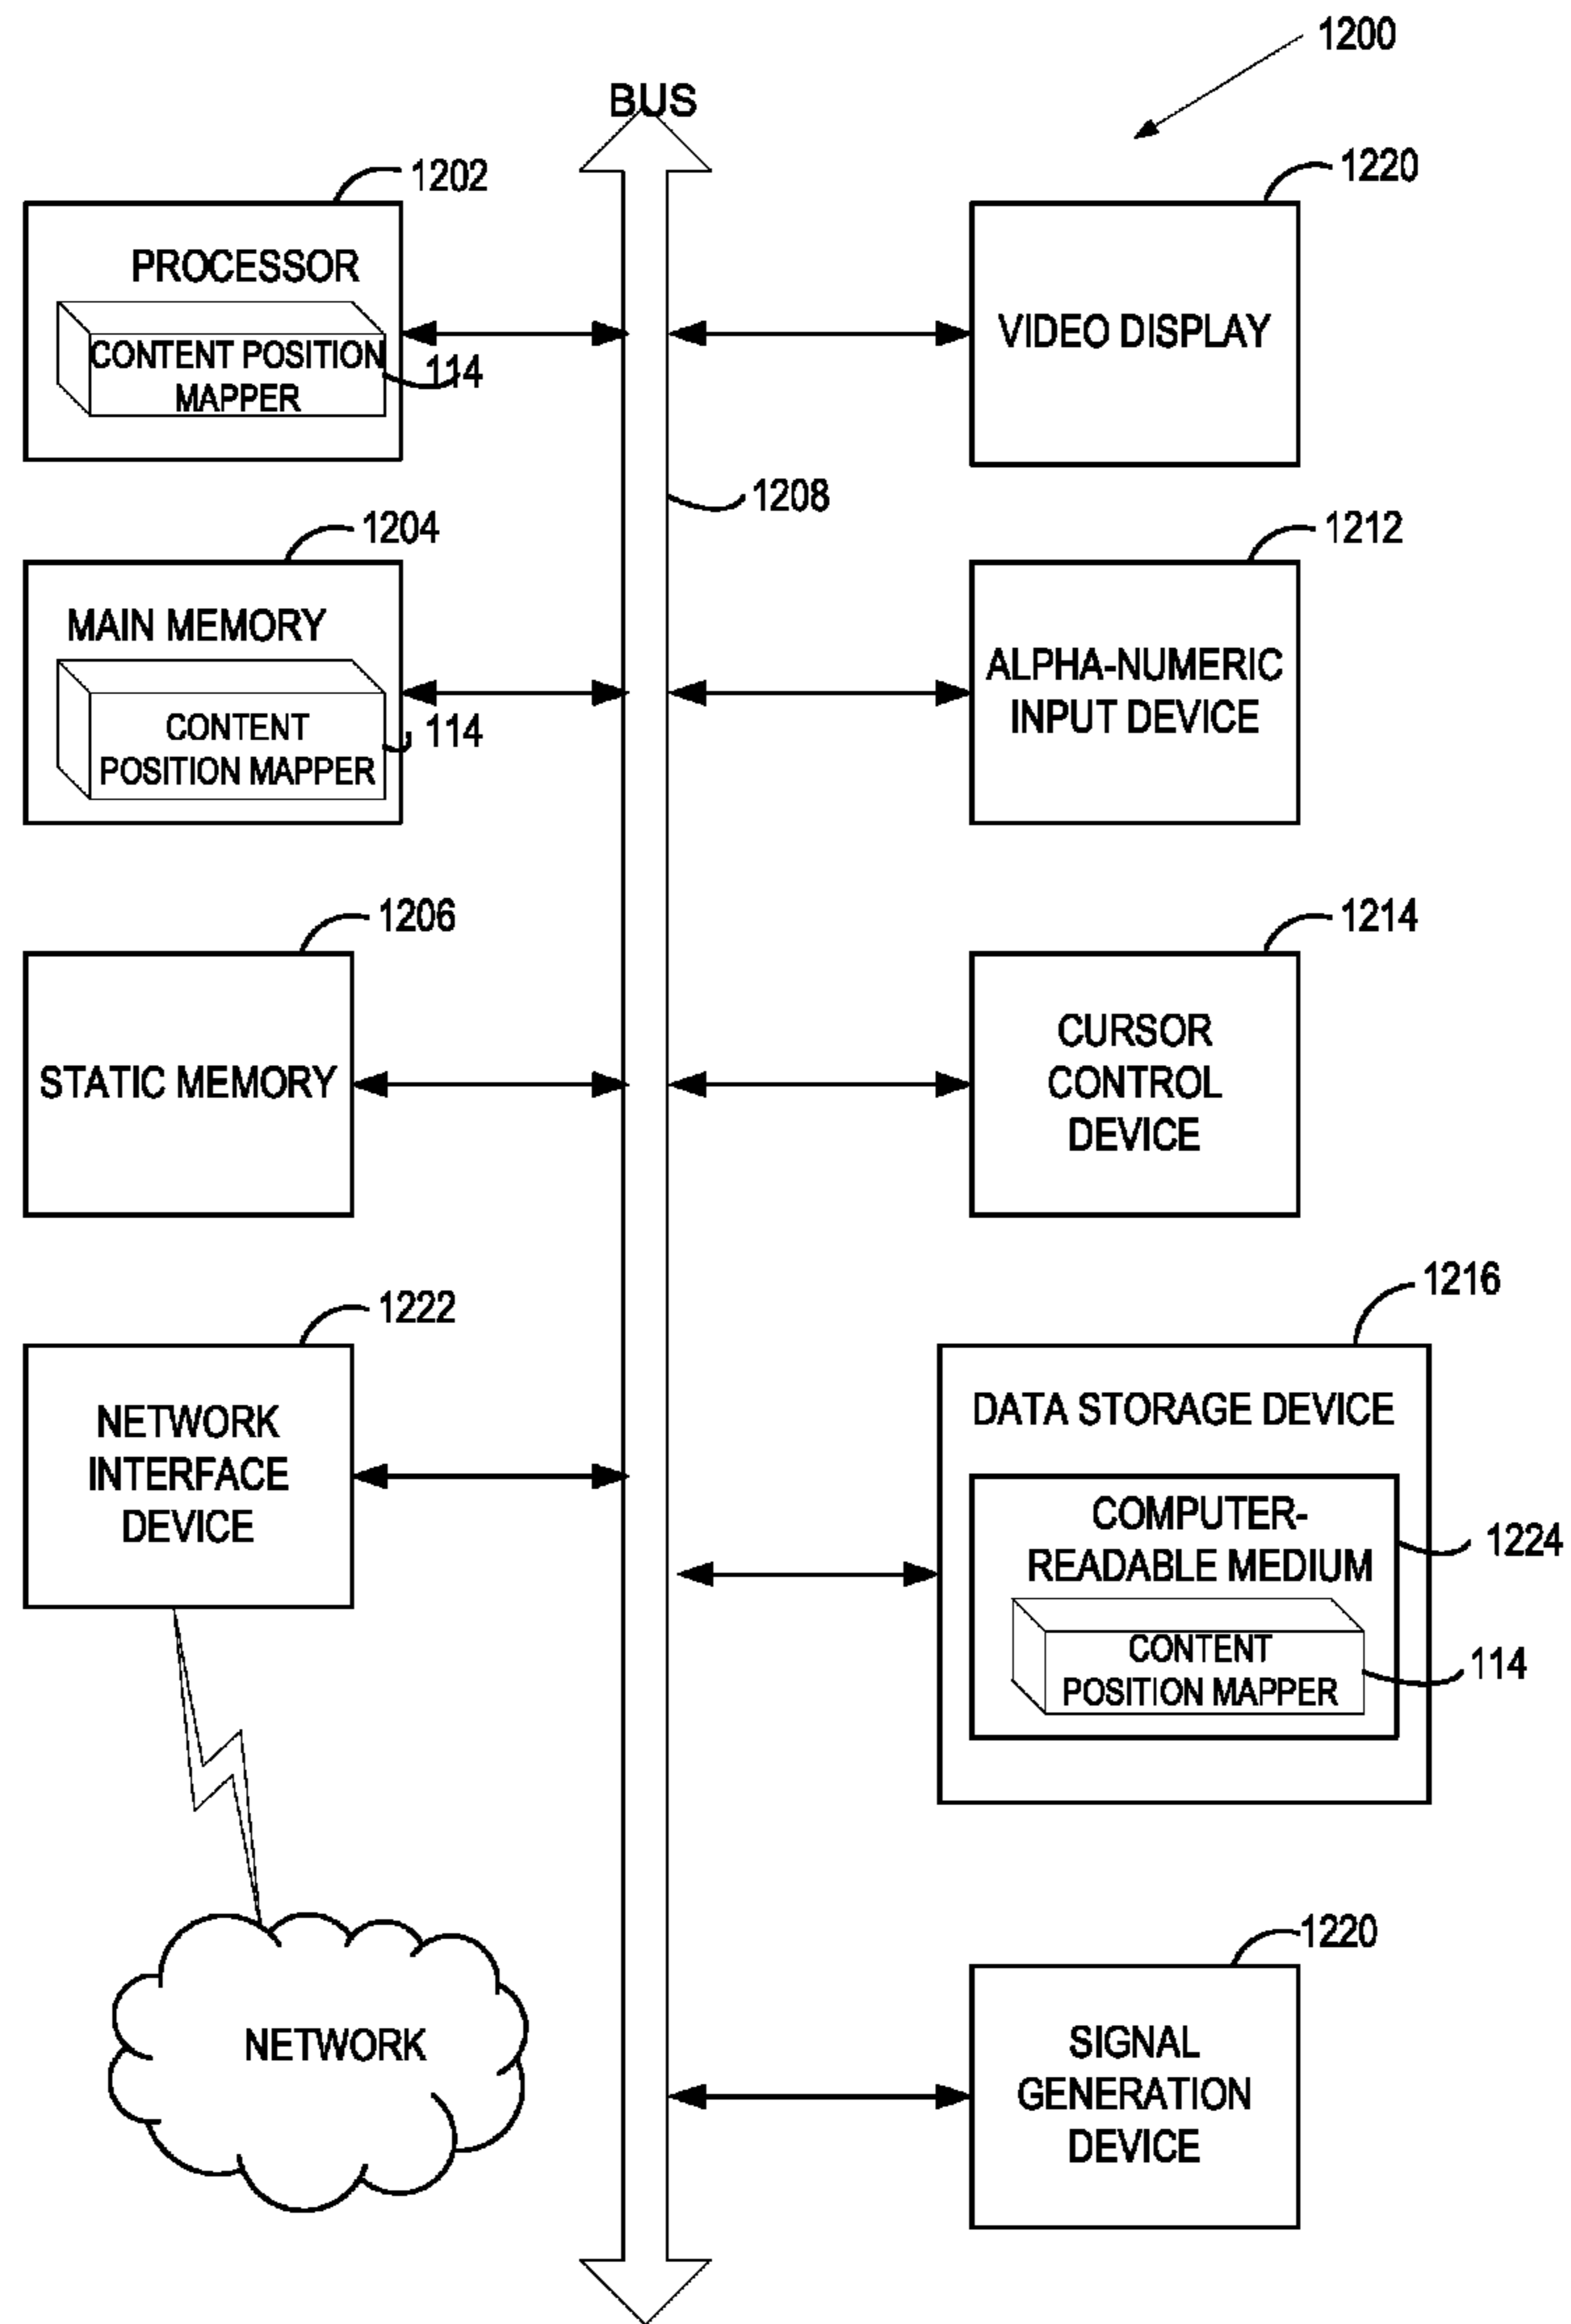 1200
BUS
1202
PROCESSOR
CONTENT POSITION
MAPPER
114
1220
VIDEO DISPLAY
1208
1204
MAIN MEMORY
CONTENT
POSITION MAPPER
114
1212
ALPHA-NUMERIC
INPUT DEVICE
1206
STATIC MEMORY
1214
CURSOR
CONTROL
DEVICE
1222
NETWORK
INTERFACE
DEVICE
1216
DATA STORAGE DEVICE
COMPUTER-
READABLE MEDIUM
1224
CONTENT
POSITION MAPPER
114
NETWORK
1220
SIGNAL
GENERATION
DEVICE